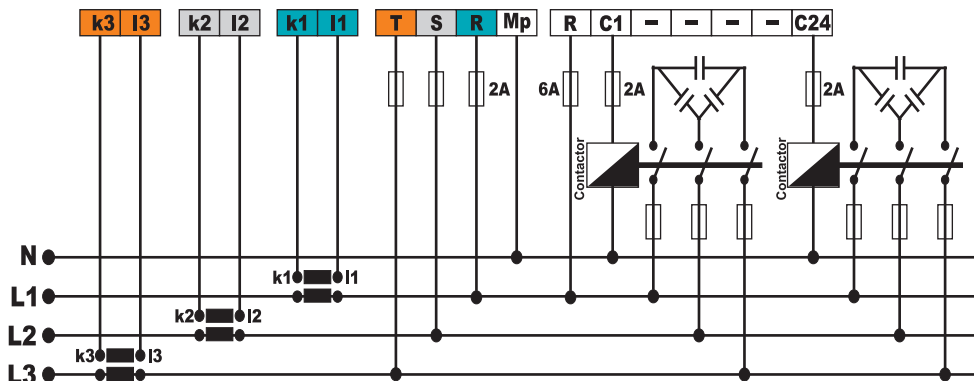 k3 l3 k2 l2 k1 l1 T S R Mp R C1 - - - - C24
2A 6A 2A 2A
Contactor Contactor
N
k1 l1
L1
k2 l2
L2
k3 l3
L3